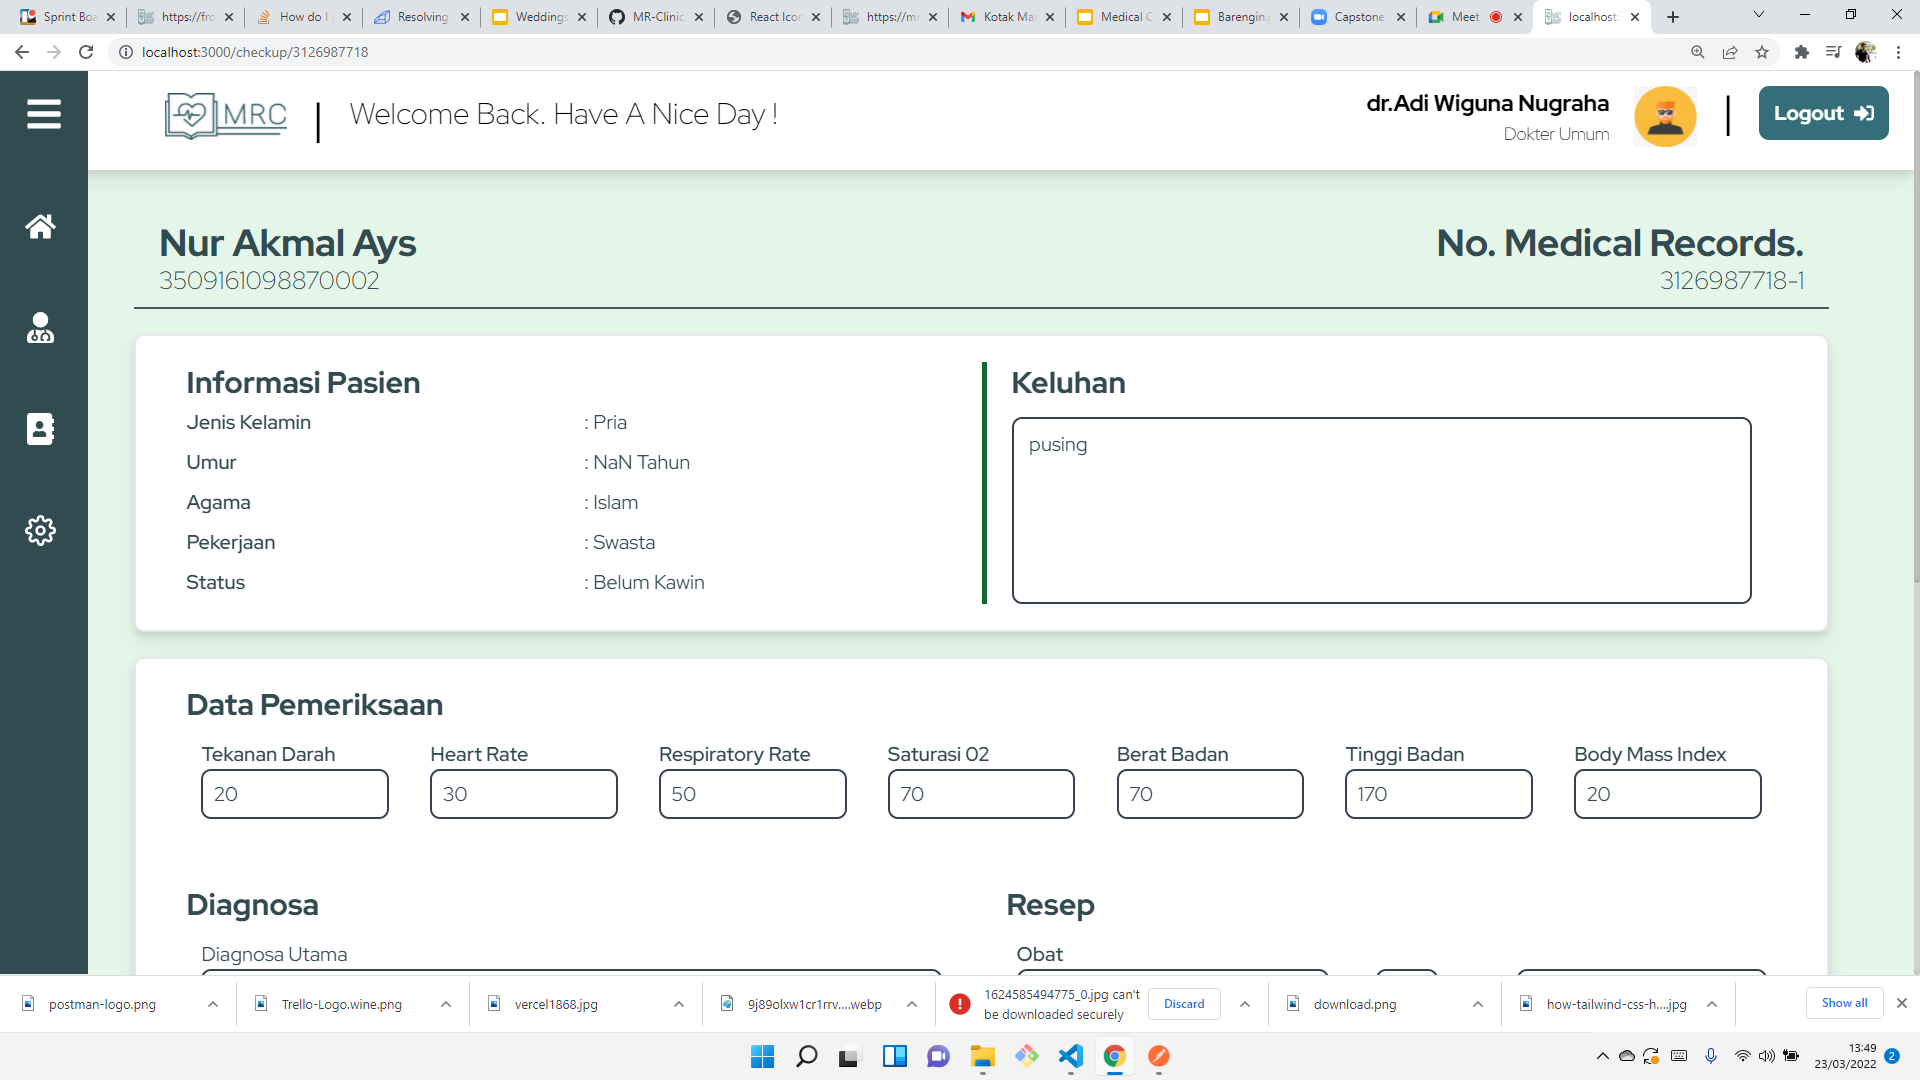 Sprint Boa
https://fro
How do I
Resolving
Weddings
MR-Clinic
React Icon
https://m
Kotak Ma
Medical C
Barengin.
Capstone
Meet
localhost:
localhost:3000/checkup/3126987718
MRC
Welcome Back. Have A Nice Day !
dr.Adi Wiguna Nugraha
Dokter Umum
Logout
Nur Akmal Ays
3509161098870002
No. Medical Records.
3126987718-1
Informasi Pasien
Jenis Kelamin : Pria
Umur : NaN Tahun
Agama : Islam
Pekerjaan : Swasta
Status : Belum Kawin
Keluhan
pusing
Data Pemeriksaan
Tekanan Darah
20
Heart Rate
30
Respiratory Rate
50
Saturasi 02
70
Berat Badan
70
Tinggi Badan
170
Body Mass Index
20
Diagnosa
Diagnosa Utama
Resep
Obat
postman-logo.png
Trello-Logo.wine.png
vercel1868.jpg
9j89olxw1cr1rrv....webp
1624585494775_0.jpg can't
be downloaded securely
Discard
download.png
how-tailwind-css-h....jpg
Show all
13:49
23/03/2022
2